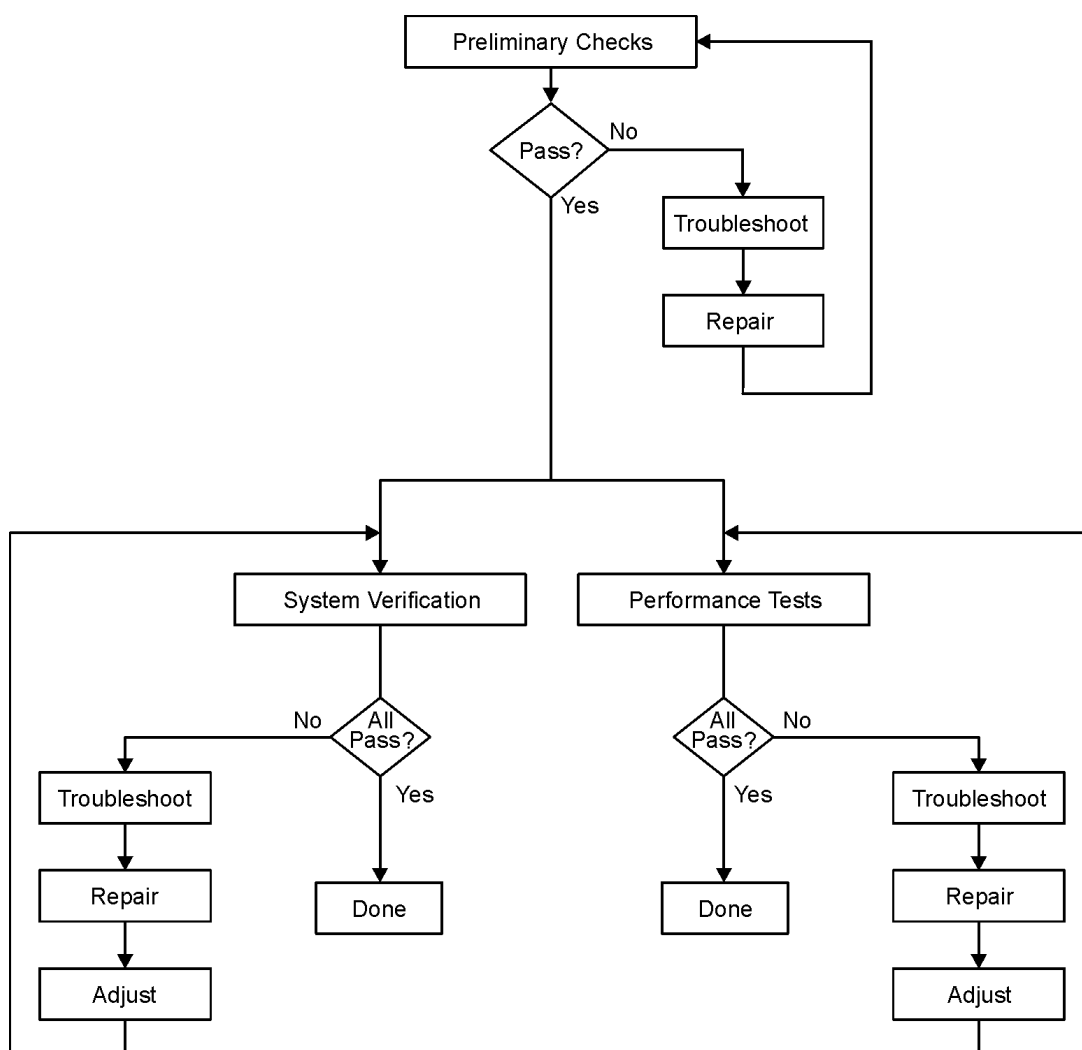 Preliminary Checks
Pass?
No
Yes
Troubleshoot
Repair
System Verification
Performance Tests
No
All
Pass?
Yes
All
Pass?
No
Yes
Troubleshoot
Troubleshoot
Repair
Done
Done
Repair
Adjust
Adjust